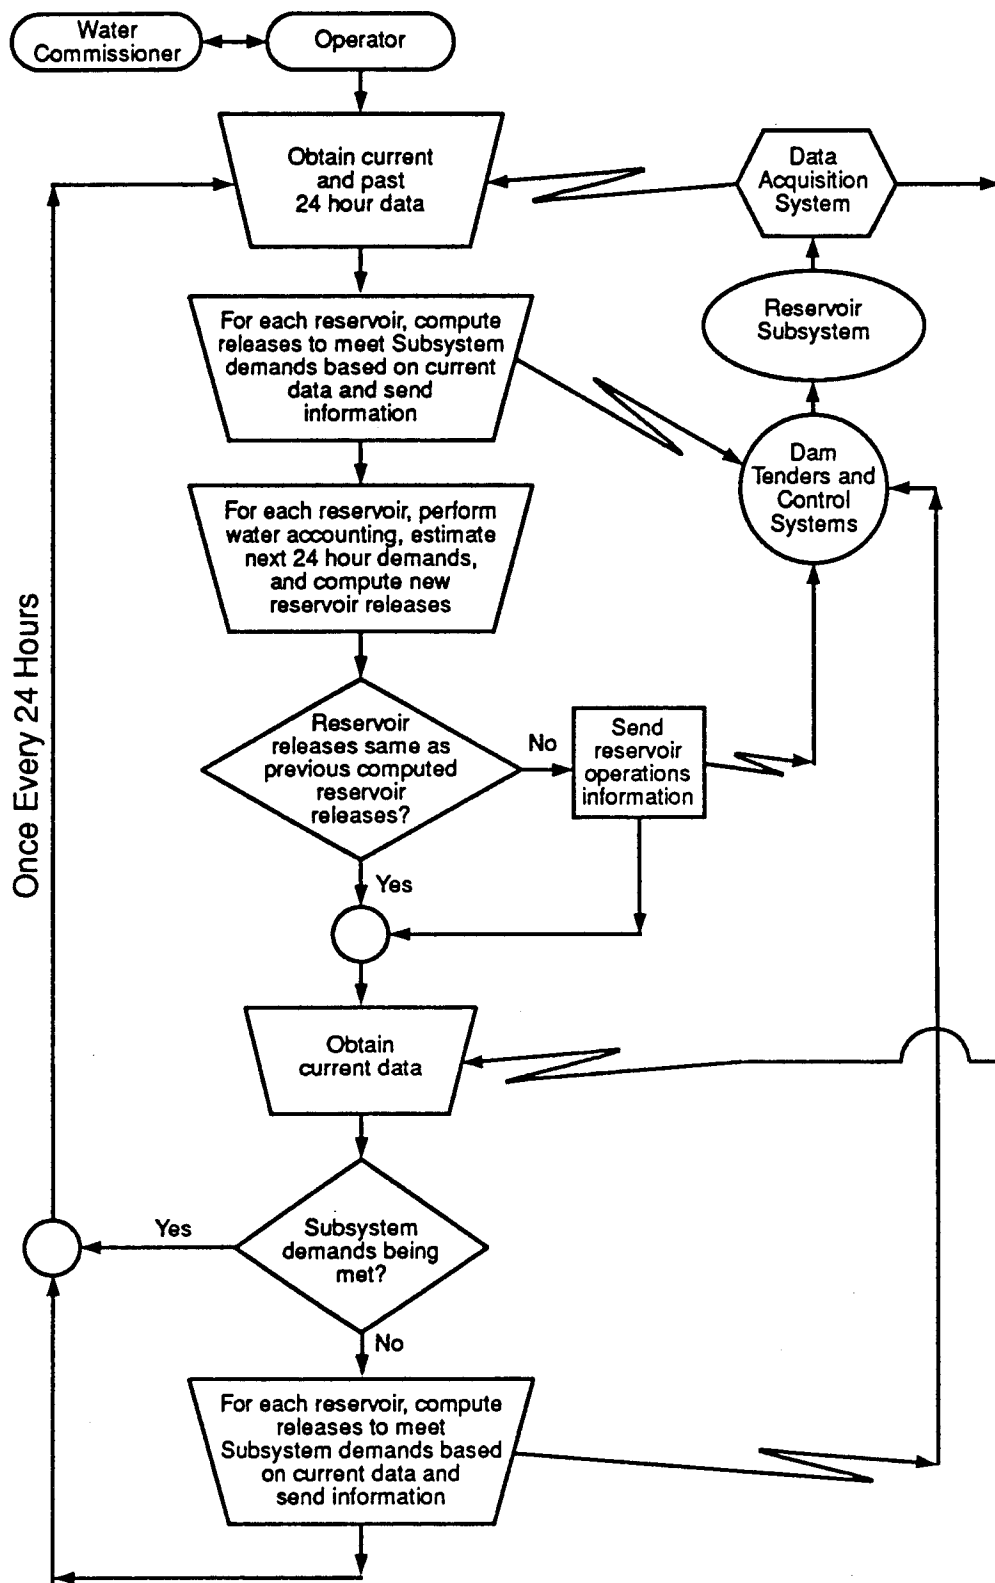 Water
Commissioner
Operator
Obtain current
and past
24 hour data
Data
Acquisition
System
For each reservoir, compute
releases to meet Subsystem
demands based on current
data and send
information
Reservoir
Subsystem
Dam
Tenders and
Control
Systems
For each reservoir, perform
water accounting, estimate
next 24 hour demands,
and compute new
reservoir releases
Once Every 24 Hours
Reservoir
releases same as
previous computed
reservoir
releases?
No
Send
reservoir
operations
information
Yes
Obtain
current data
Yes
Subsystem
demands being
met?
No
For each reservoir, compute
releases to meet
Subsystem demands based
on current data and
send information